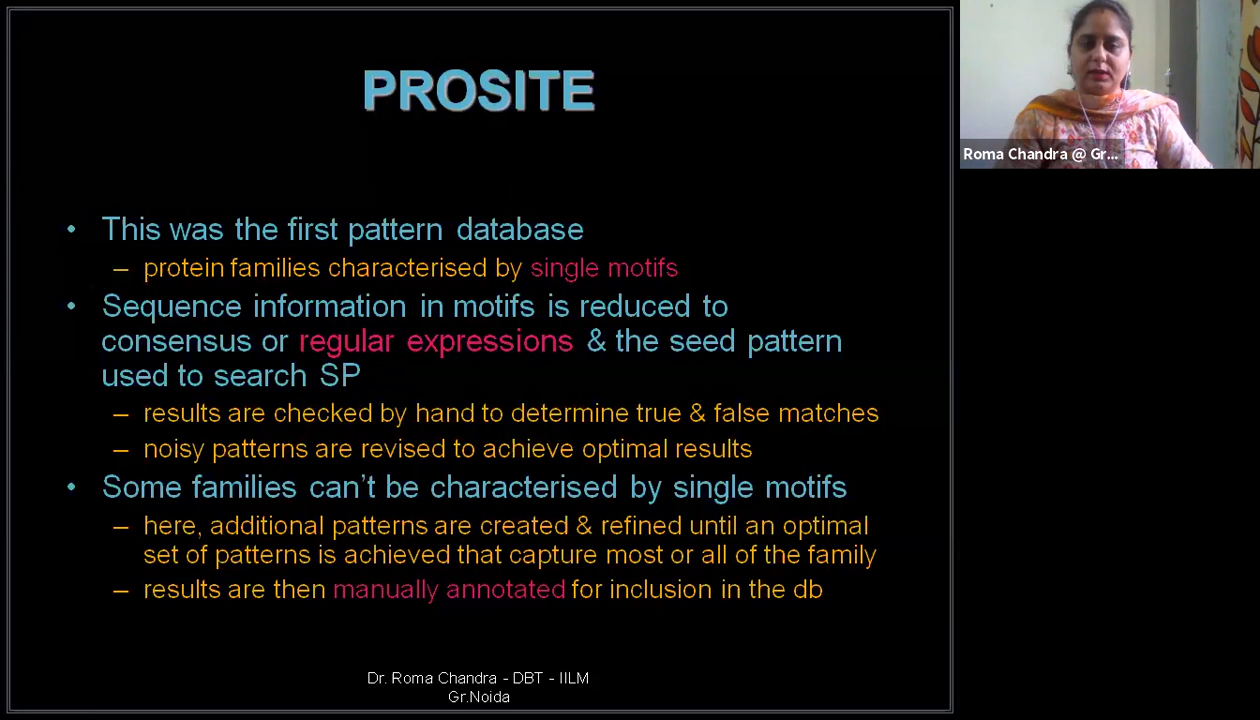 PROSITE
• This was the first pattern database
– protein families characterised by single motifs
• Sequence information in motifs is reduced to
consensus or regular expressions & the seed pattern
used to search SP
– results are checked by hand to determine true & false matches
– noisy patterns are revised to achieve optimal results
• Some families can't be characterised by single motifs
– here, additional patterns are created & refined until an optimal
set of patterns is achieved that capture most or all of the family
– results are then manually annotated for inclusion in the db
Dr. Roma Chandra - DBT - IILM
Gr.Noida
Roma Chandra @ Gr...